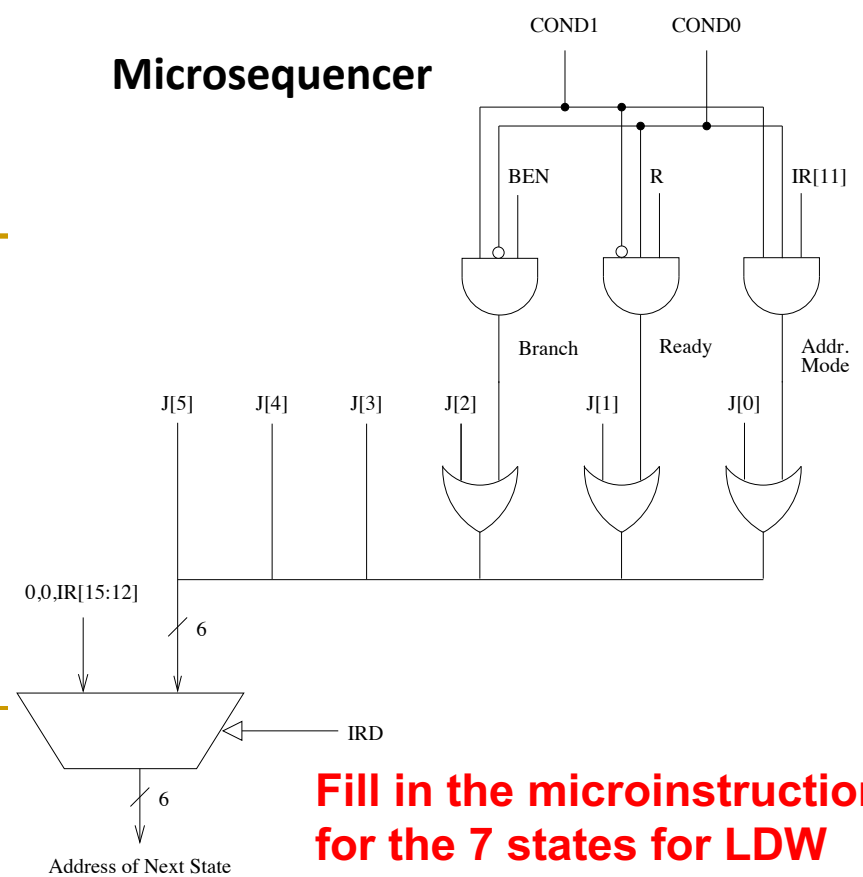 COND1 COND0
Microsequencer
BEN R IR[11]
Branch Ready Addr.
Mode
J[5] J[4] J[3] J[2] J[1] J[0]
0,0,IR[15:12]
6
IRD
6
Fill in the microinstruction
for the 7 states for LDW
Address of Next State